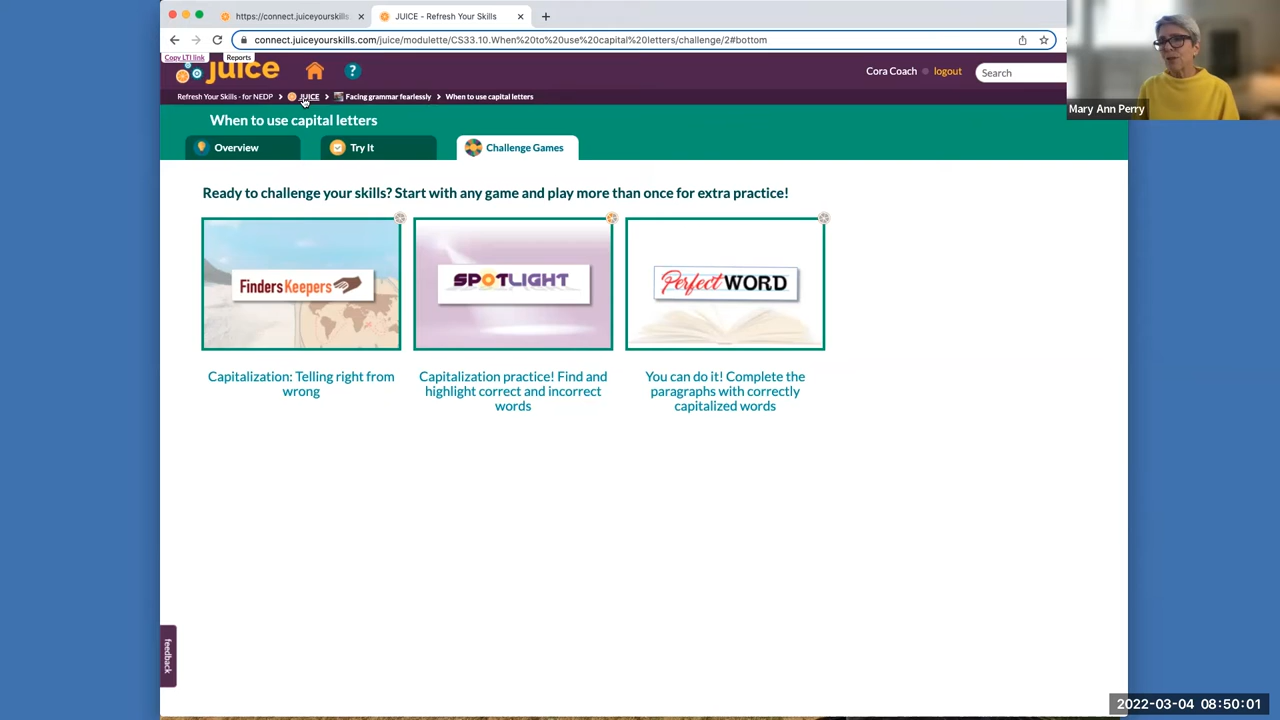 https://connect.juiceyourskills
JUICE - Refresh Your Skills
connect.juiceyourskills.com/juice/modulette/CS33.10.When%20to%20use%20capital%20letters/challenge/2#bottom
Copy LTI link
Reports
juice
?
Cora Coach
logout
Search
Mary Ann Perry
Refresh Your Skills - for NEDP > JUICE > Facing grammar fearlessly > When to use capital letters
When to use capital letters
Overview
Try It
Challenge Games
Ready to challenge your skills? Start with any game and play more than once for extra practice!
Finders Keepers
SPOTLIGHT
Perfect WORD
Capitalization: Telling right from
wrong
Capitalization practice! Find and
highlight correct and incorrect
words
You can do it! Complete the
paragraphs with correctly
capitalized words
feedback
2022-03-04 08:50:01